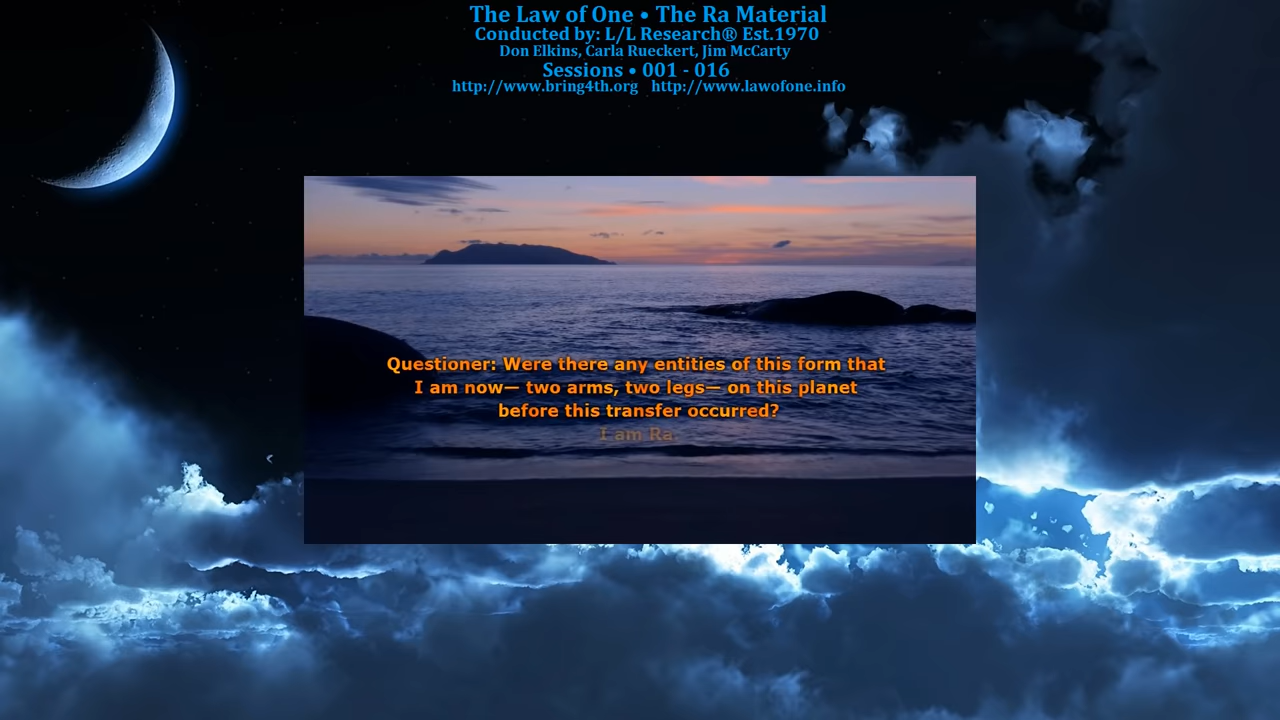 The Law of One • The Ra Material
Conducted by: L/L Research® Est.1970
Don Elkins, Carla Rueckert, Jim McCarty
Sessions • 001 - 016
http://www.bring4th.org http://www.lawofone.info
Questioner: Were there any entities of this form that
I am now— two arms, two legs— on this planet
before this transfer occurred?
I am Ra.